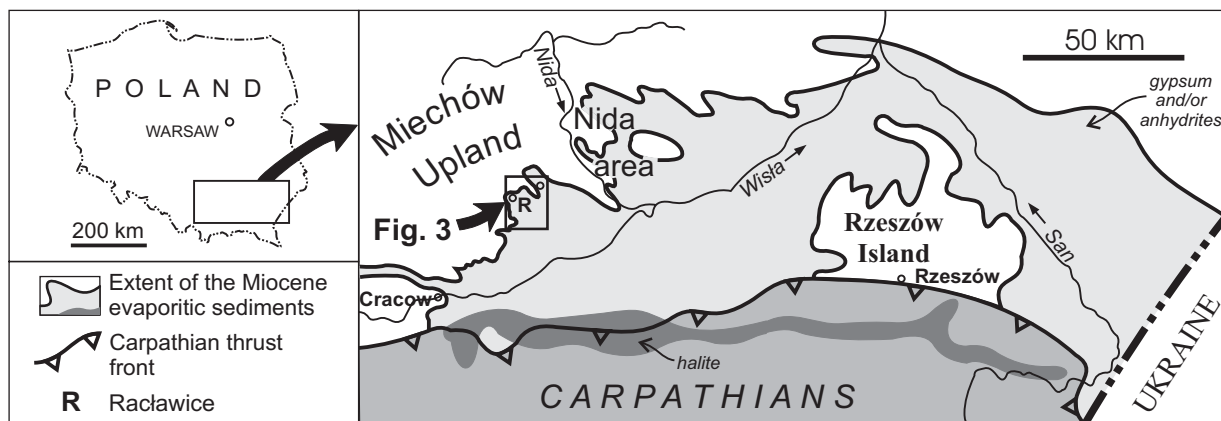 POLAND
WARSAW
200 km
Extent of the Miocene
evaporitic sediments
Carpathian thrust
front
R Racławice
50 km
gypsum
and/or
anhydrites
Nida
Miechów
Upland
Nida
area
Wisła
R
Fig. 3
Rzeszów
Island
Rzeszów
San
Cracow
halite
CARPATHIANS
UKRAINE